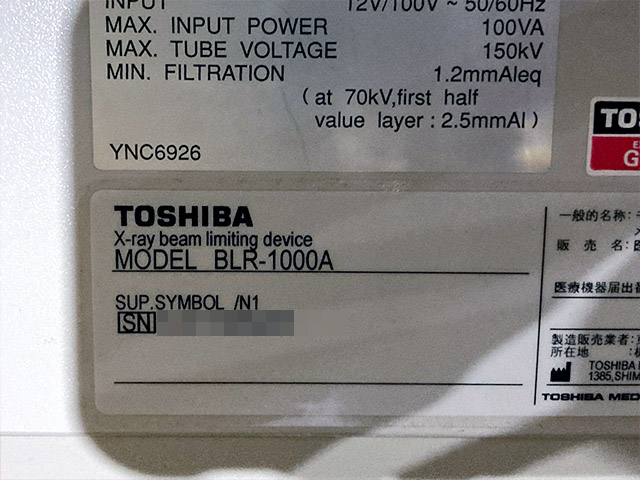 INPUT 12V/100V ~ 50/60Hz
MAX. INPUT POWER 100VA
MAX. TUBE VOLTAGE 150kV
MIN. FILTRATION 1.2mmAleq
( at 70kV,first half
value layer : 2.5mmAl )
YNC6926
TOSHIBA
X-ray beam limiting device
MODEL BLR-1000A
SUP.SYMBOL /N1
SN
TOS
G
一般的名称:
販売名:
医療機器届出番
製造販売業者:
所在地 :
TOSHIBA
1385,SHIM
TOSHIBA MED